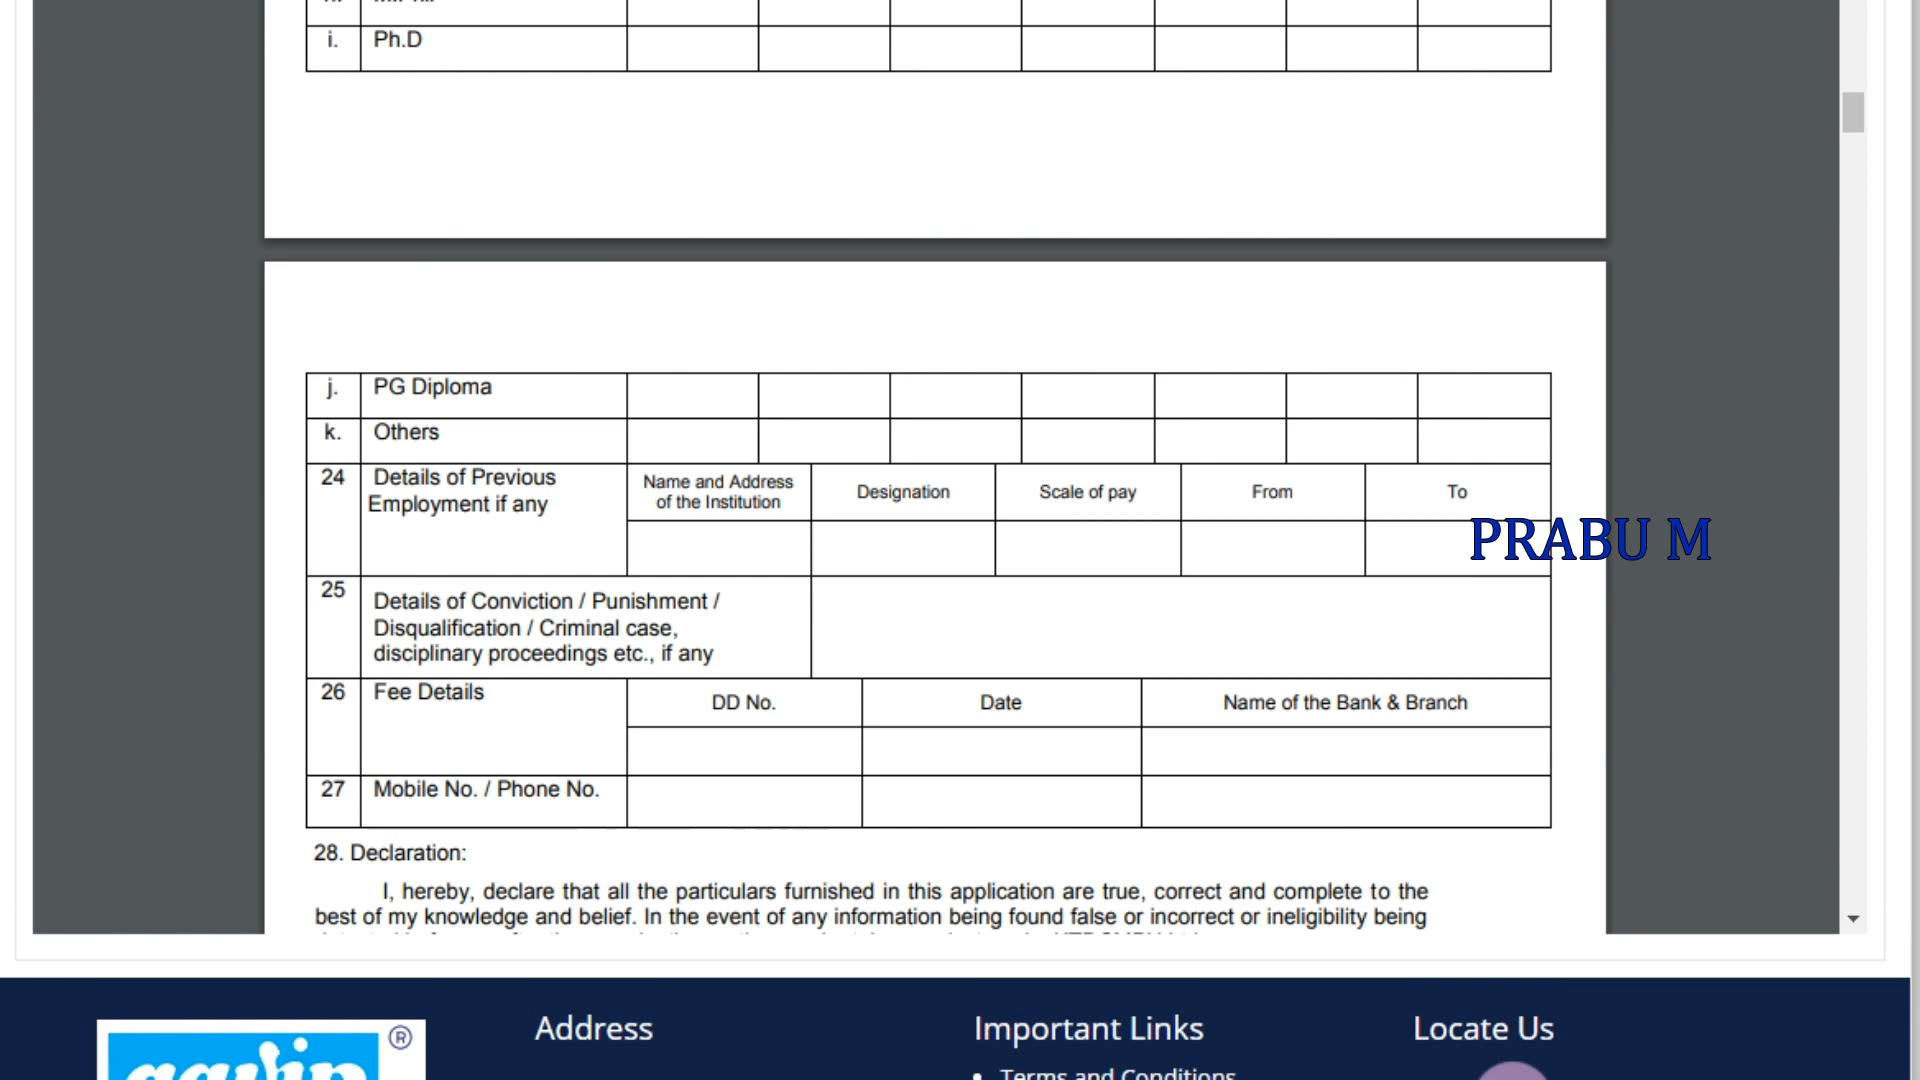 i. Ph.D
j. PG Diploma
k. Others
24 Details of Previous
Employment if any
Name and Address
of the Institution
Designation
Scale of pay
From
To
PRABU M
25
Details of Conviction / Punishment /
Disqualification / Criminal case,
disciplinary proceedings etc., if any
26 Fee Details
DD No.
Date
Name of the Bank & Branch
27 Mobile No. / Phone No.
28. Declaration:
I, hereby, declare that all the particulars furnished in this application are true, correct and complete to the
best of my knowledge and belief. In the event of any information being found false or incorrect or ineligibility being
®
Address
Important Links
Locate Us
• Terms and Conditions